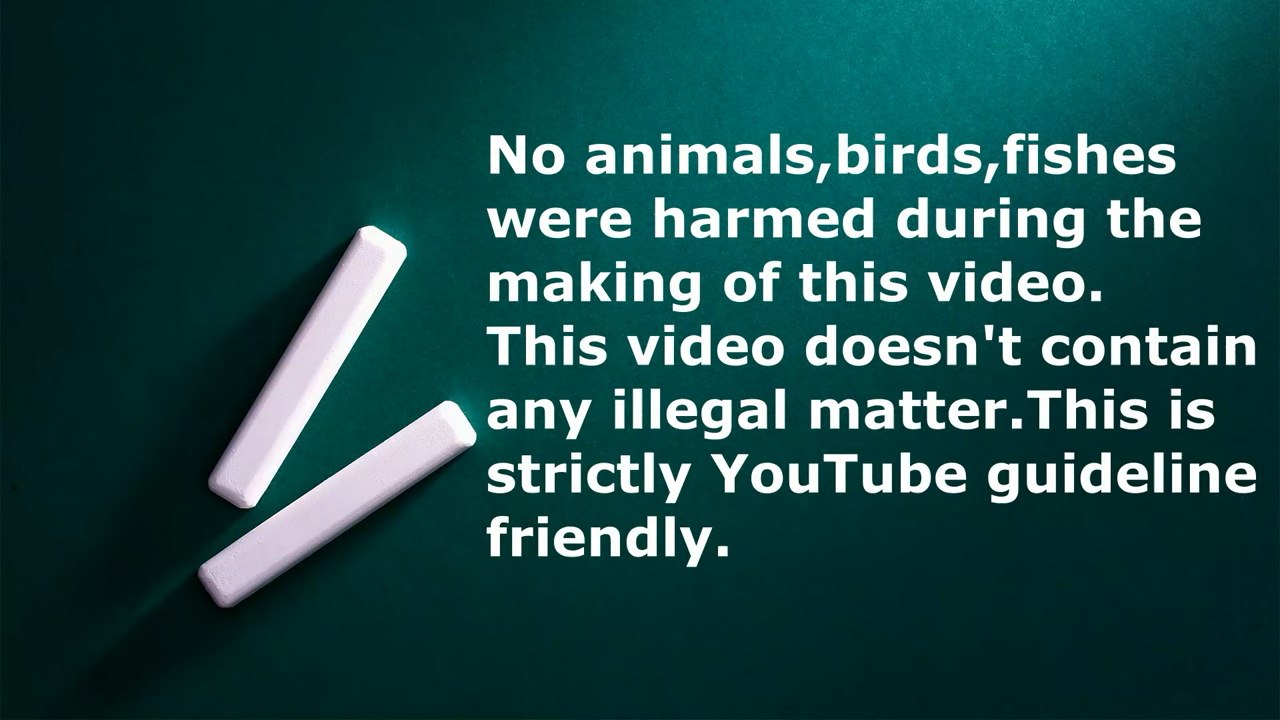 No animals,birds,fishes
were harmed during the
making of this video.
This video doesn't contain
any illegal matter.This is
strictly YouTube guideline
friendly.